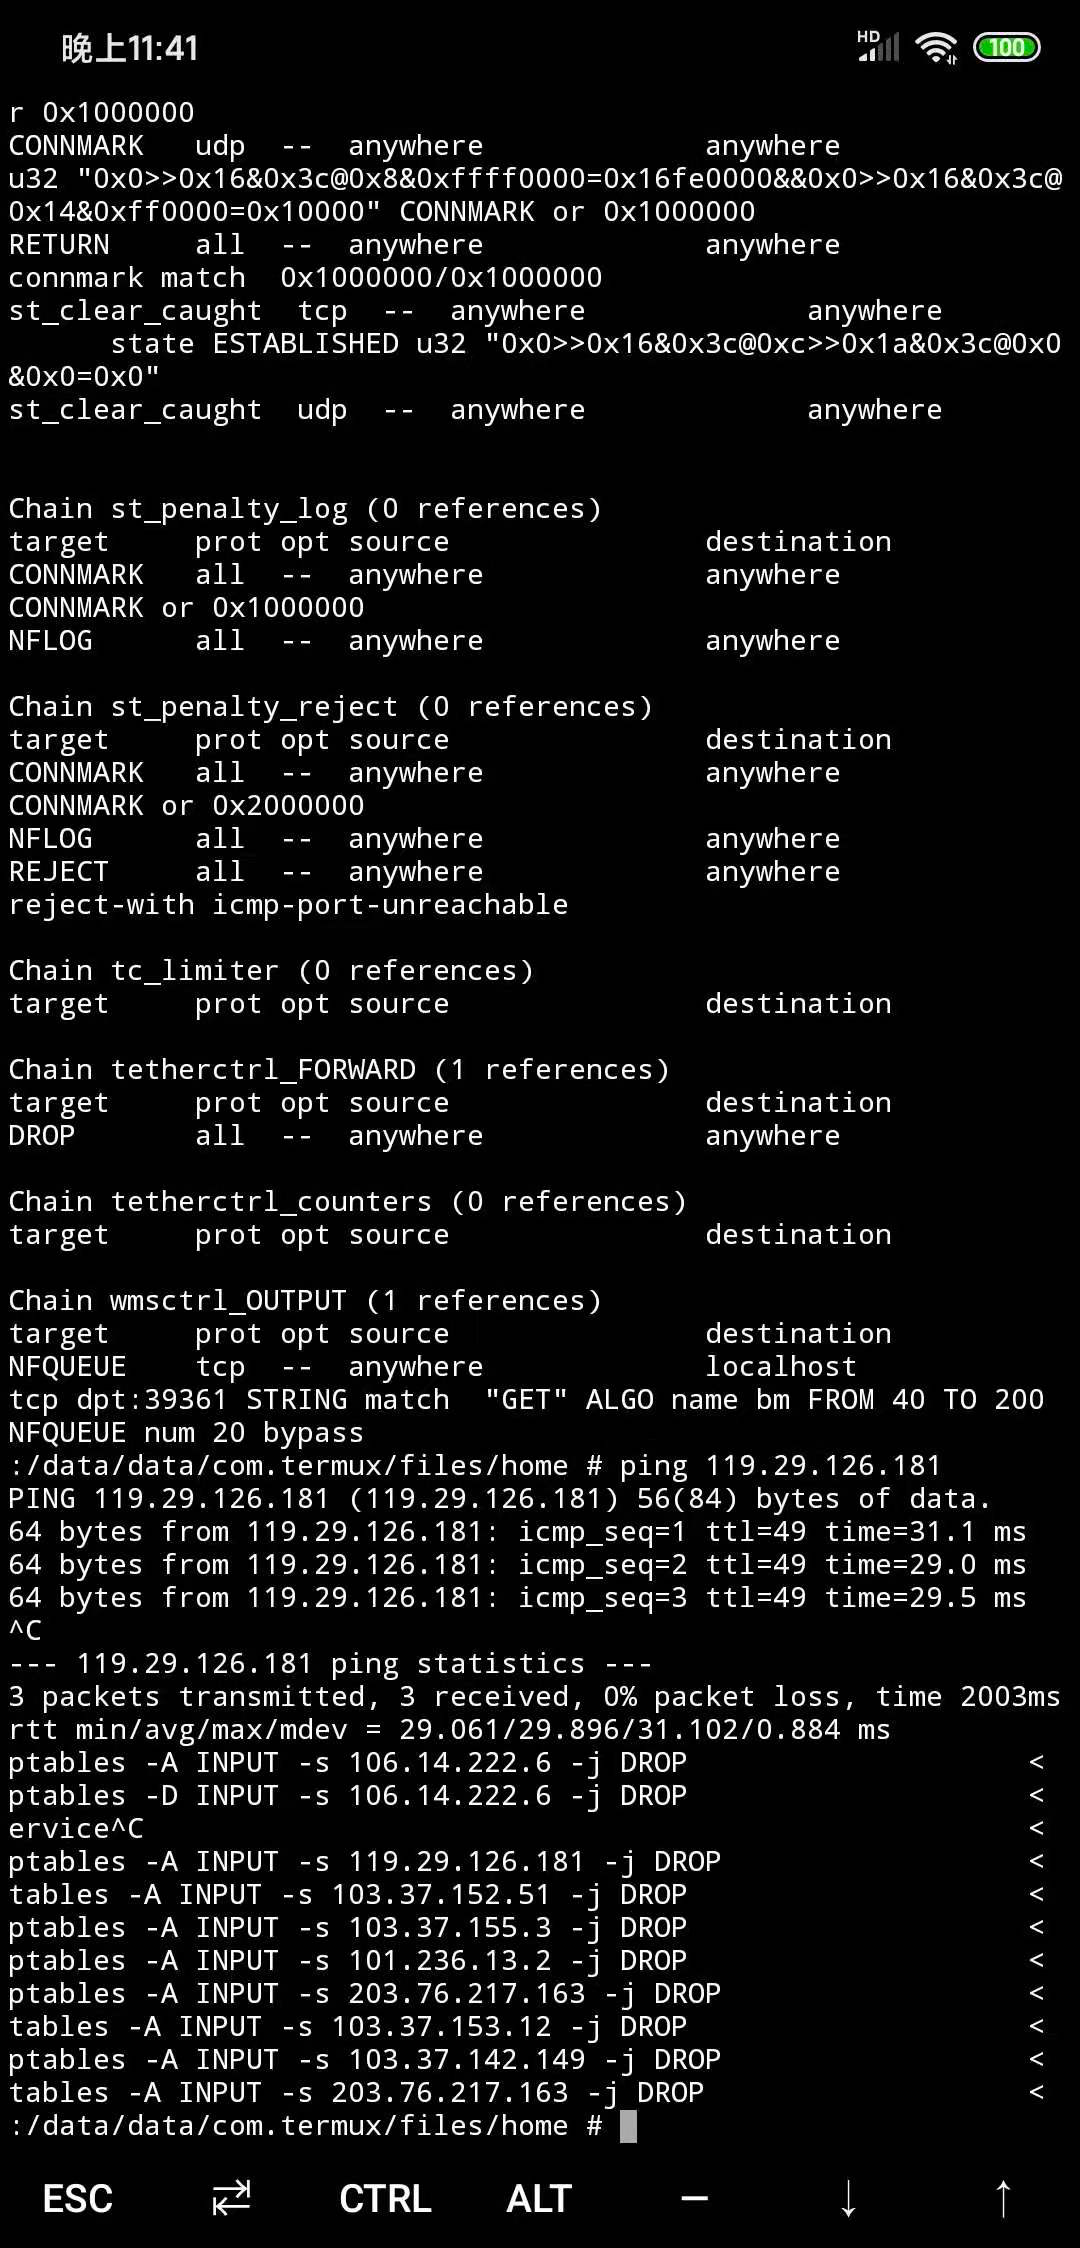 晚上11:41
HD
100
r 0x1000000
CONNMARK   udp  --  anywhere             anywhere
u32 "0x0>>0x16&0x3c@0x8&0xffff0000=0x16fe0000&&0x0>>0x16&0x3c@
0x14&0xff0000=0x10000" CONNMARK or 0x1000000
RETURN     all  --  anywhere             anywhere
connmark match  0x1000000/0x1000000
st_clear_caught  tcp  --  anywhere             anywhere
      state ESTABLISHED u32 "0x0>>0x16&0x3c@0xc>>0x1a&0x3c@0x0
&0x0=0x0"
st_clear_caught  udp  --  anywhere             anywhere
Chain st_penalty_log (0 references)
target     prot opt source               destination
CONNMARK   all  --  anywhere             anywhere
CONNMARK or 0x1000000
NFLOG      all  --  anywhere             anywhere
Chain st_penalty_reject (0 references)
target     prot opt source               destination
CONNMARK   all  --  anywhere             anywhere
CONNMARK or 0x2000000
NFLOG      all  --  anywhere             anywhere
REJECT     all  --  anywhere             anywhere
reject-with icmp-port-unreachable
Chain tc_limiter (0 references)
target     prot opt source               destination
Chain tetherctrl_FORWARD (1 references)
target     prot opt source               destination
DROP       all  --  anywhere             anywhere
Chain tetherctrl_counters (0 references)
target     prot opt source               destination
Chain wmsctrl_OUTPUT (1 references)
target     prot opt source               destination
NFQUEUE    tcp  --  anywhere             localhost
tcp dpt:39361 STRING match  "GET" ALGO name bm FROM 40 TO 200
NFQUEUE num 20 bypass
:/data/data/com.termux/files/home # ping 119.29.126.181
PING 119.29.126.181 (119.29.126.181) 56(84) bytes of data.
64 bytes from 119.29.126.181: icmp_seq=1 ttl=49 time=31.1 ms
64 bytes from 119.29.126.181: icmp_seq=2 ttl=49 time=29.0 ms
64 bytes from 119.29.126.181: icmp_seq=3 ttl=49 time=29.5 ms
^C
--- 119.29.126.181 ping statistics ---
3 packets transmitted, 3 received, 0% packet loss, time 2003ms
rtt min/avg/max/mdev = 29.061/29.896/31.102/0.884 ms
ptables -A INPUT -s 106.14.222.6 -j DROP                    <
ptables -D INPUT -s 106.14.222.6 -j DROP                    <
ervice^C                                                    <
ptables -A INPUT -s 119.29.126.181 -j DROP                  <
tables -A INPUT -s 103.37.152.51 -j DROP                    <
ptables -A INPUT -s 103.37.155.3 -j DROP                    <
ptables -A INPUT -s 101.236.13.2 -j DROP                    <
ptables -A INPUT -s 203.76.217.163 -j DROP                  <
tables -A INPUT -s 103.37.153.12 -j DROP                    <
ptables -A INPUT -s 103.37.142.149 -j DROP                  <
tables -A INPUT -s 203.76.217.163 -j DROP                   <
:/data/data/com.termux/files/home #
ESC ⇄ CTRL ALT — ↓ ↑